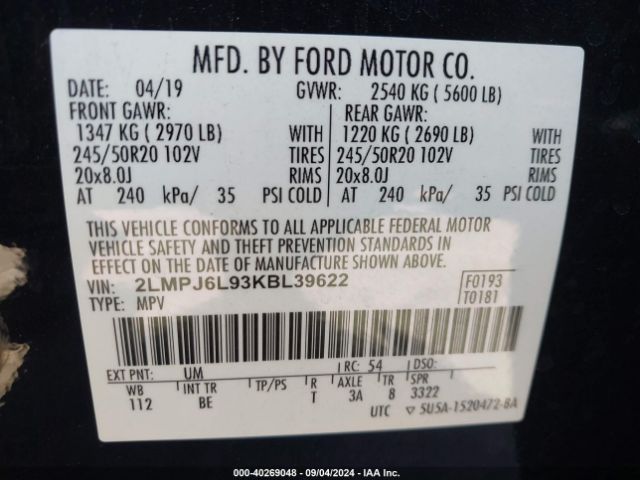 MFD. BY FORD MOTOR CO.
DATE: 04/19 GVWR: 2540 KG ( 5600 LB)
FRONT GAWR: REAR GAWR:
1347 KG ( 2970 LB) WITH 1220 KG ( 2690 LB) WITH
245/50R20 102V TIRES 245/50R20 102V TIRES
20x8.0J RIMS 20x8.0J RIMS
AT 240 kPa/ 35 PSI COLD AT 240 kPa/ 35 PSI COLD
THIS VEHICLE CONFORMS TO ALL APPLICABLE FEDERAL MOTOR
VEHICLE SAFETY AND THEFT PREVENTION STANDARDS IN
EFFECT ON THE DATE OF MANUFACTURE SHOWN ABOVE.
VIN: 2LMPJ6L93KBL39622 F0193
TYPE: MPV T0181
EXT PNT: UM RC: 54 DSO:
WB INT TR TP/PS R AXLE TR SPR
112 BE T 3A 8 3322
UTC ▽ 5U5A-1520472-BA
000-40269048 - 09/04/2024 - IAAI.COM